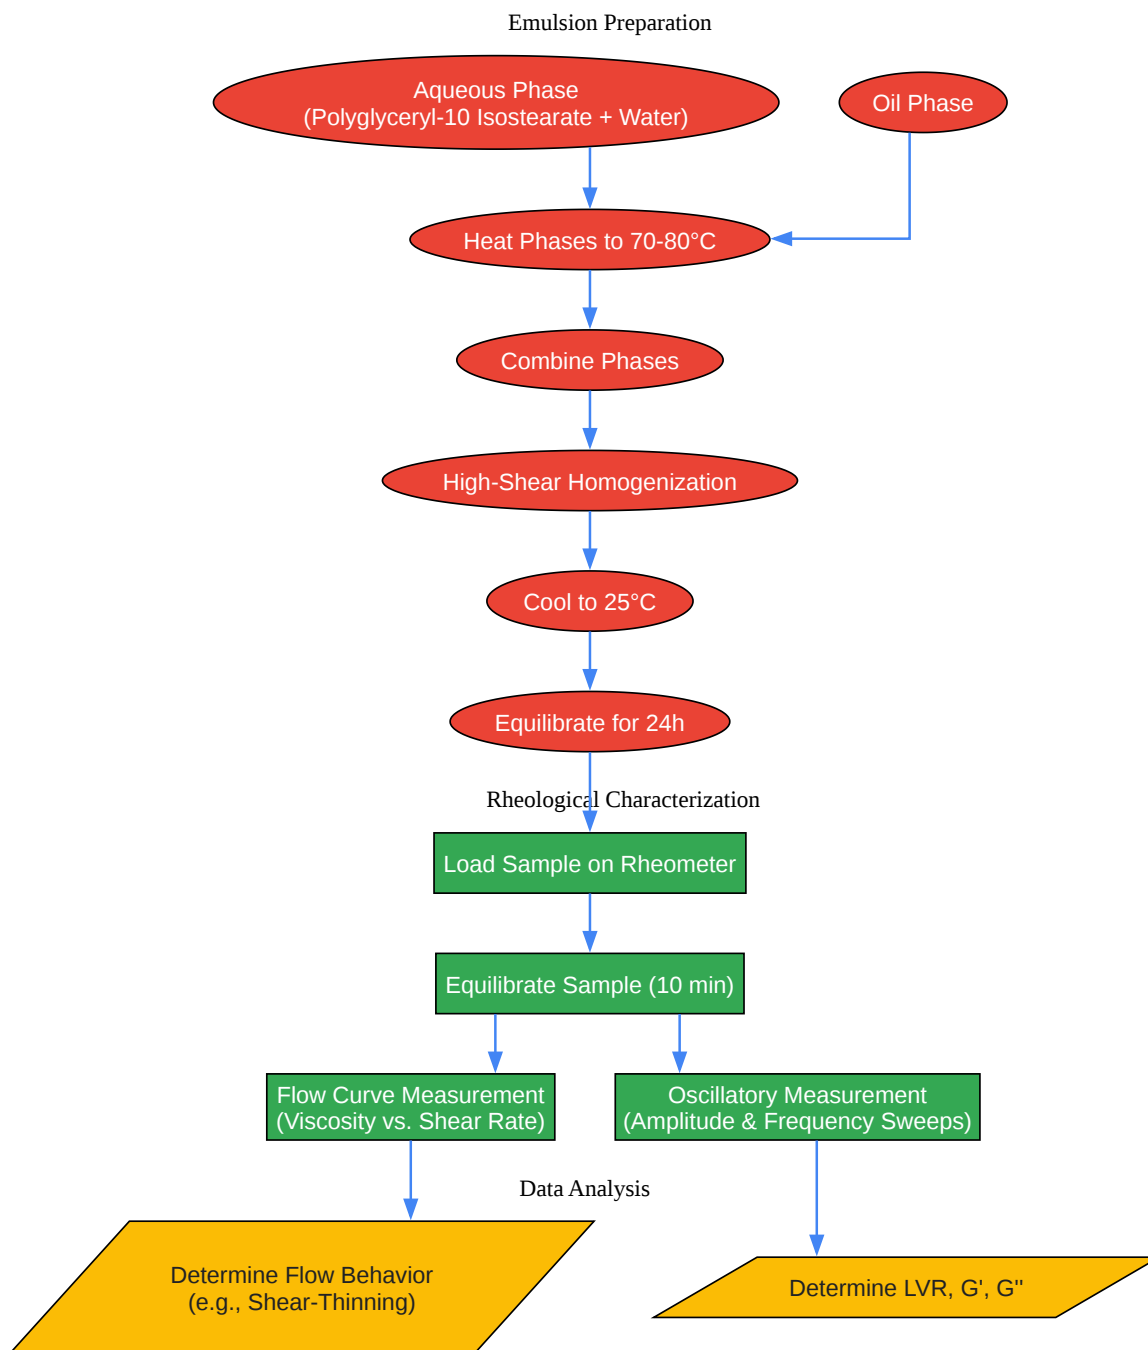 Emulsion Preparation
Aqueous Phase
(Polyglyceryl-10 Isostearate + Water)
Oil Phase
Heat Phases to 70-80°C
Combine Phases
High-Shear Homogenization
Cool to 25°C
Equilibrate for 24h
Rheological Characterization
Load Sample on Rheometer
Equilibrate Sample (10 min)
Flow Curve Measurement
(Viscosity vs. Shear Rate)
Oscillatory Measurement
(Amplitude & Frequency Sweeps)
Data Analysis
Determine Flow Behavior
(e.g., Shear-Thinning)
Determine LVR, G', G''